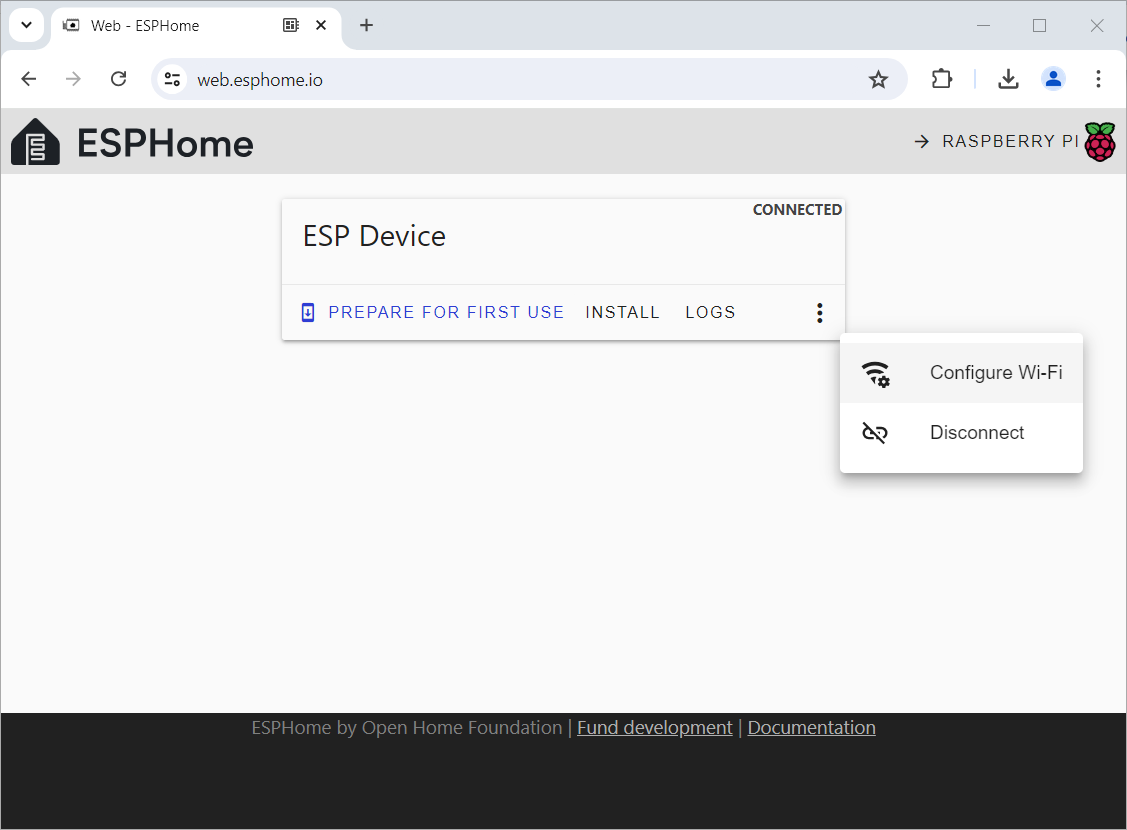 Web - ESPHome
web.esphome.io
ESPHome
RASPBERRY PI
CONNECTED
ESP Device
PREPARE FOR FIRST USE INSTALL LOGS
Configure Wi-Fi
Disconnect
ESPHome by Open Home Foundation | Fund development | Documentation